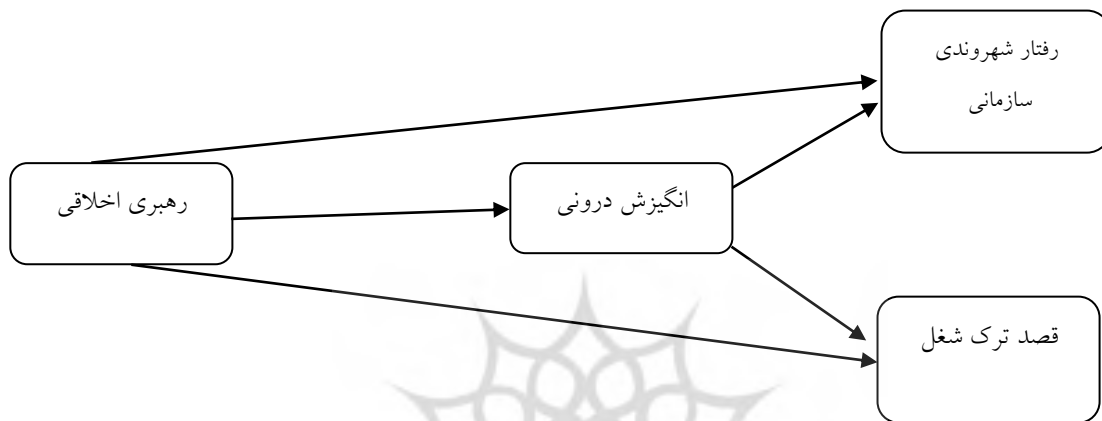 رفتار شهروندی
سازمانی
رهبری اخلاقی
انگیزش درونی
قصد ترک شغل